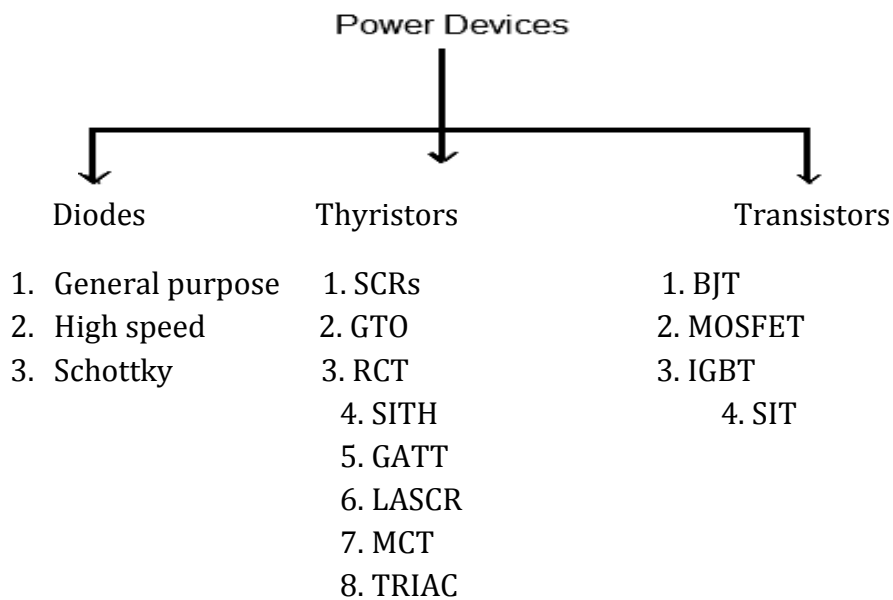 Power Devices
Diodes
1. General purpose
2. High speed
3. Schottky
Thyristors
1. SCRs
2. GTO
3. RCT
4. SITH
5. GATT
6. LASCR
7. MCT
8. TRIAC
Transistors
1. BJT
2. MOSFET
3. IGBT
4. SIT